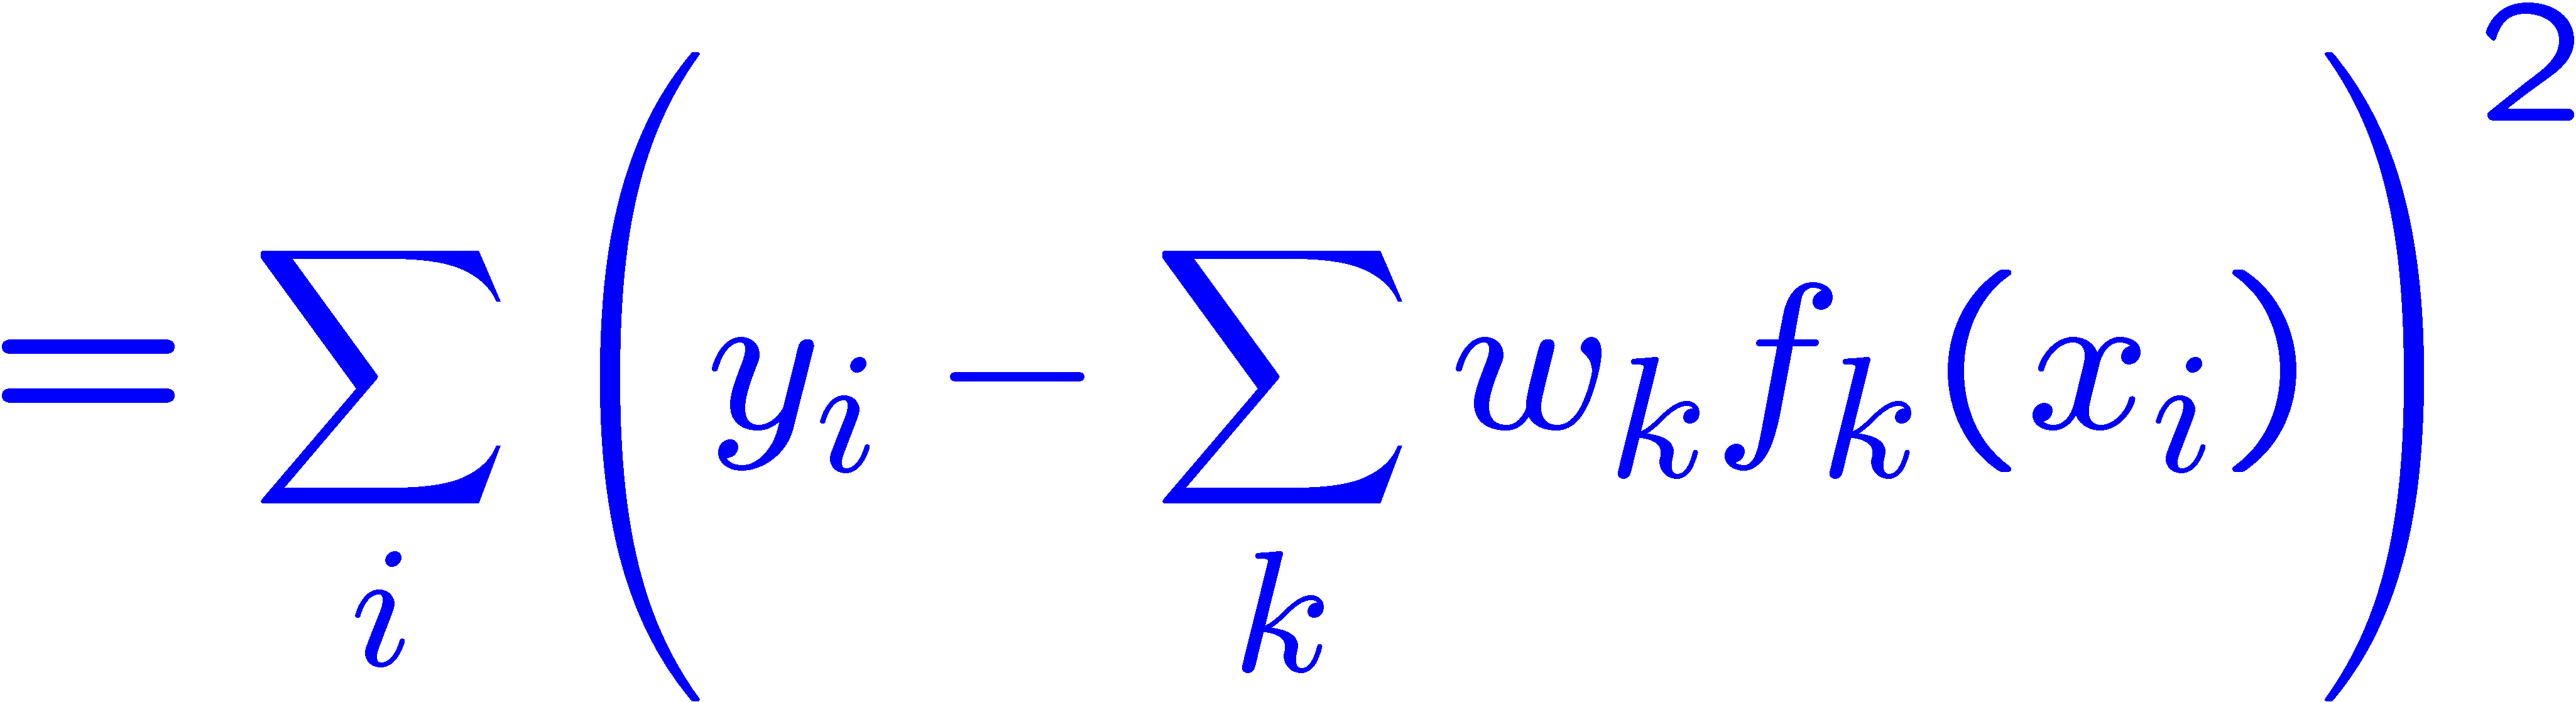 = \sum_i \left( y_i - \sum_k w_k f_k(x_i) \right)^2